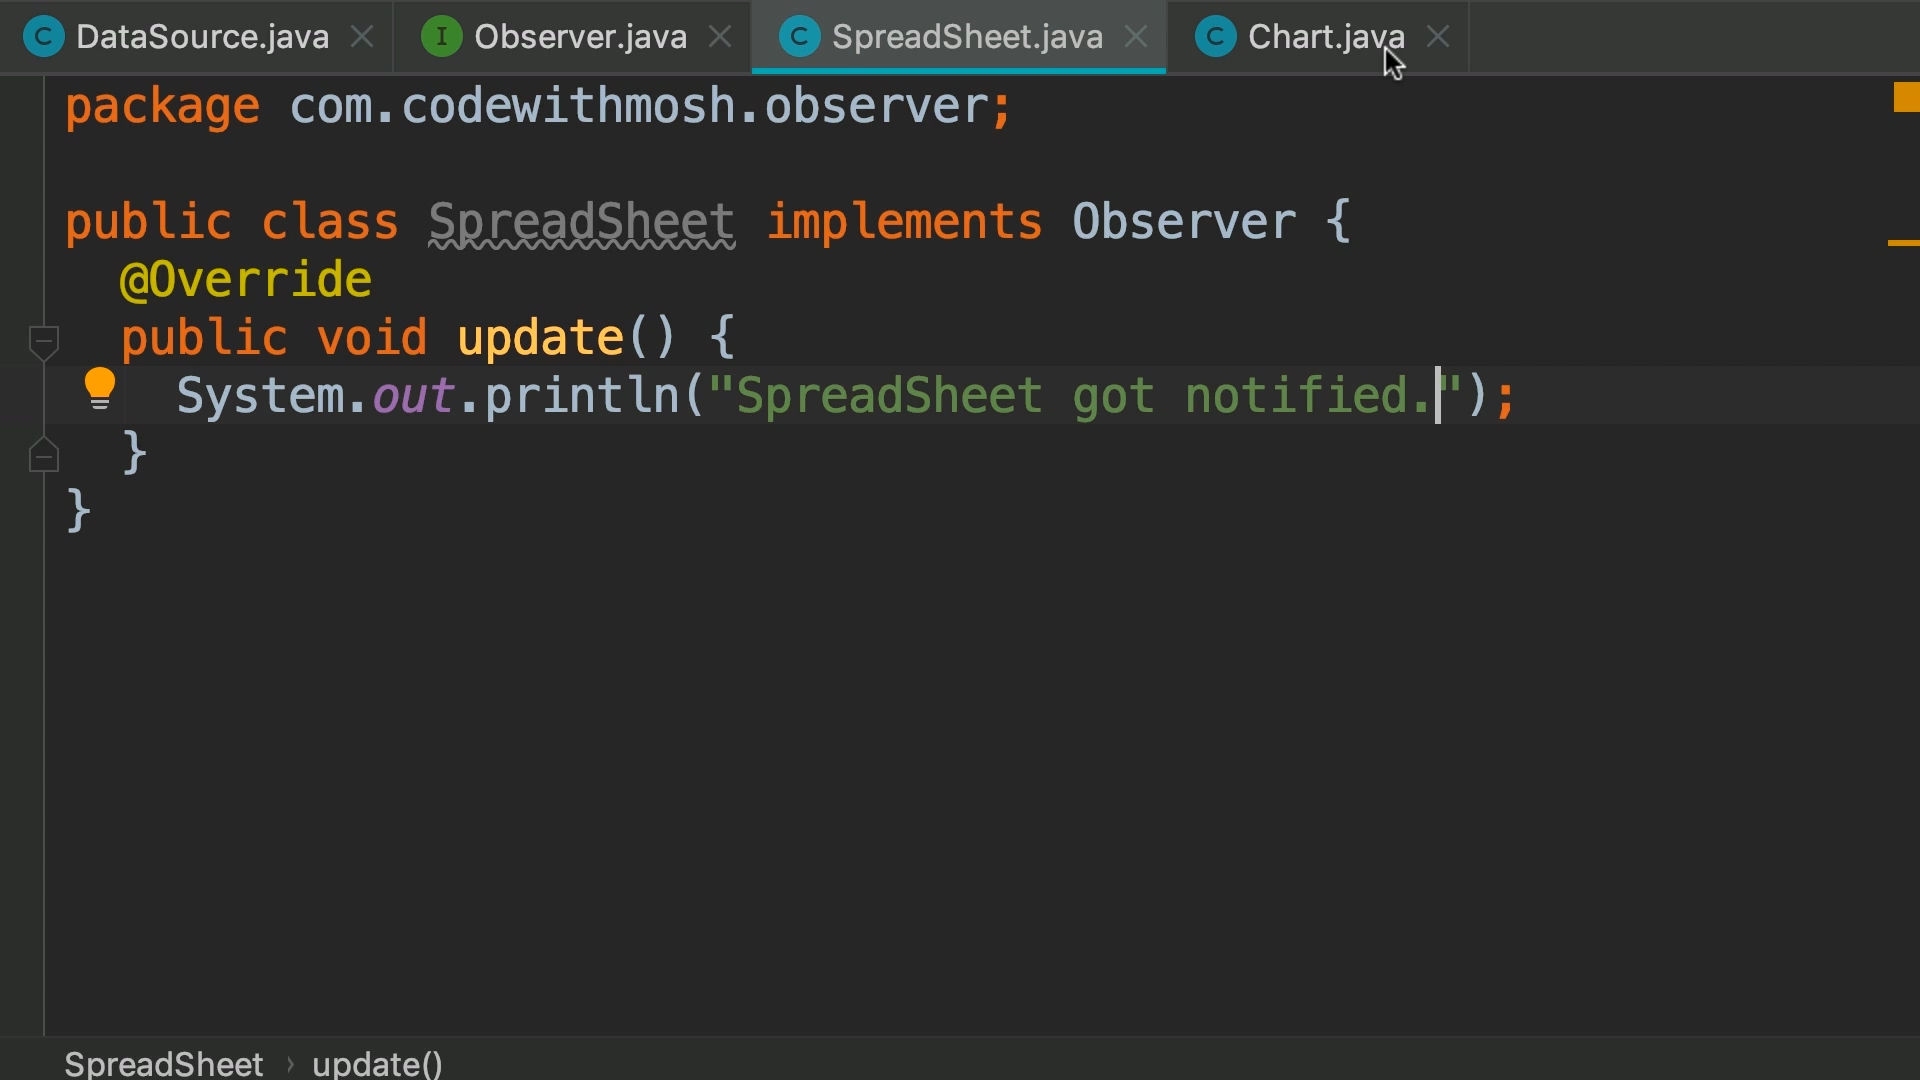 DataSource.java Observer.java SpreadSheet.java Chart.java
package com.codewithmosh.observer;
public class SpreadSheet implements Observer {
@Override
public void update() {
System.out.println("SpreadSheet got notified.");
}
}
SpreadSheet › update()